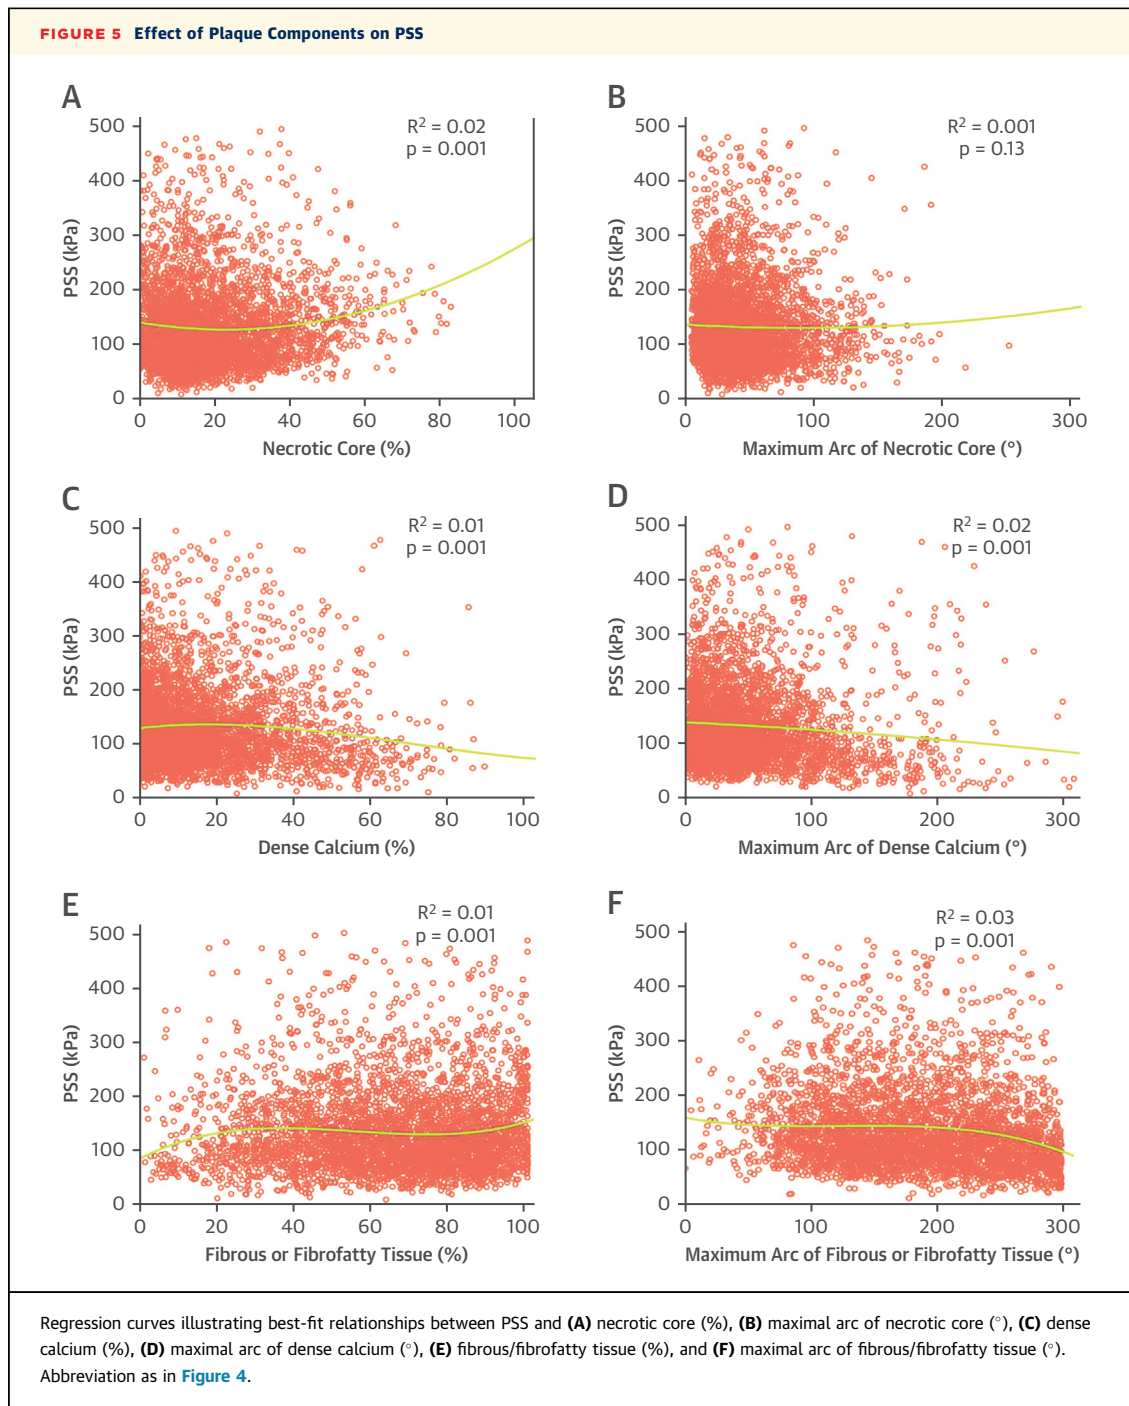 FIGURE 5 Effect of Plaque Components on PSS
A
R² = 0.02
p = 0.001
500
400
300
200
100
0
PSS (kPa)
0 20 40 60 80 100
Necrotic Core (%)
B
R² = 0.001
p = 0.13
500
400
300
200
100
0
PSS (kPa)
0 100 200 300
Maximum Arc of Necrotic Core (°)
C
R² = 0.01
p = 0.001
500
400
300
200
100
0
PSS (kPa)
0 20 40 60 80 100
Dense Calcium (%)
D
R² = 0.02
p = 0.001
500
400
300
200
100
0
PSS (kPa)
0 100 200 300
Maximum Arc of Dense Calcium (°)
E
R² = 0.01
p = 0.001
500
400
300
200
100
0
PSS (kPa)
0 20 40 60 80 100
Fibrous or Fibrofatty Tissue (%)
F
R² = 0.03
p = 0.001
500
400
300
200
100
0
PSS (kPa)
0 100 200 300
Maximum Arc of Fibrous or Fibrofatty Tissue (°)
Regression curves illustrating best-fit relationships between PSS and (A) necrotic core (%), (B) maximal arc of necrotic core (°), (C) dense
calcium (%), (D) maximal arc of dense calcium (°), (E) fibrous/fibrofatty tissue (%), and (F) maximal arc of fibrous/fibrofatty tissue (°).
Abbreviation as in Figure 4.